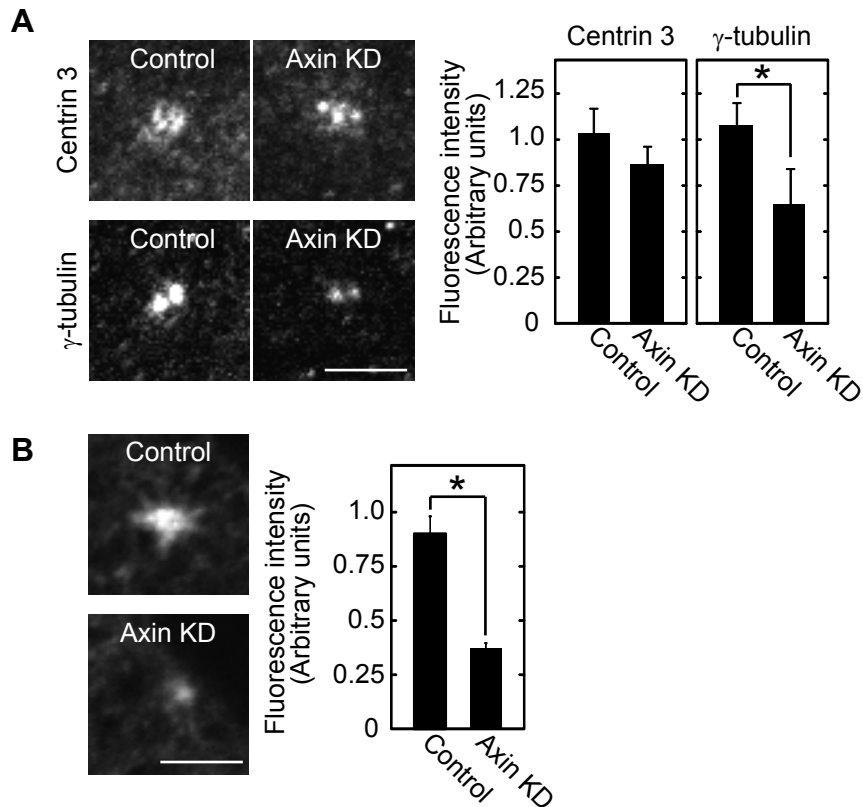 A
Centrin 3
Control
Axin KD
γ-tubulin
Control
Axin KD
Centrin 3
γ-tubulin
Fluorescence intensity
(Arbitrary units)
1.25
1.0
0.75
0.5
0.25
0
*
Control
Axin KD
Control
Axin KD
B
Control
Axin KD
Fluorescence intensity
(Arbitrary units)
1.0
0.75
0.5
0.25
0
*
Control
Axin KD